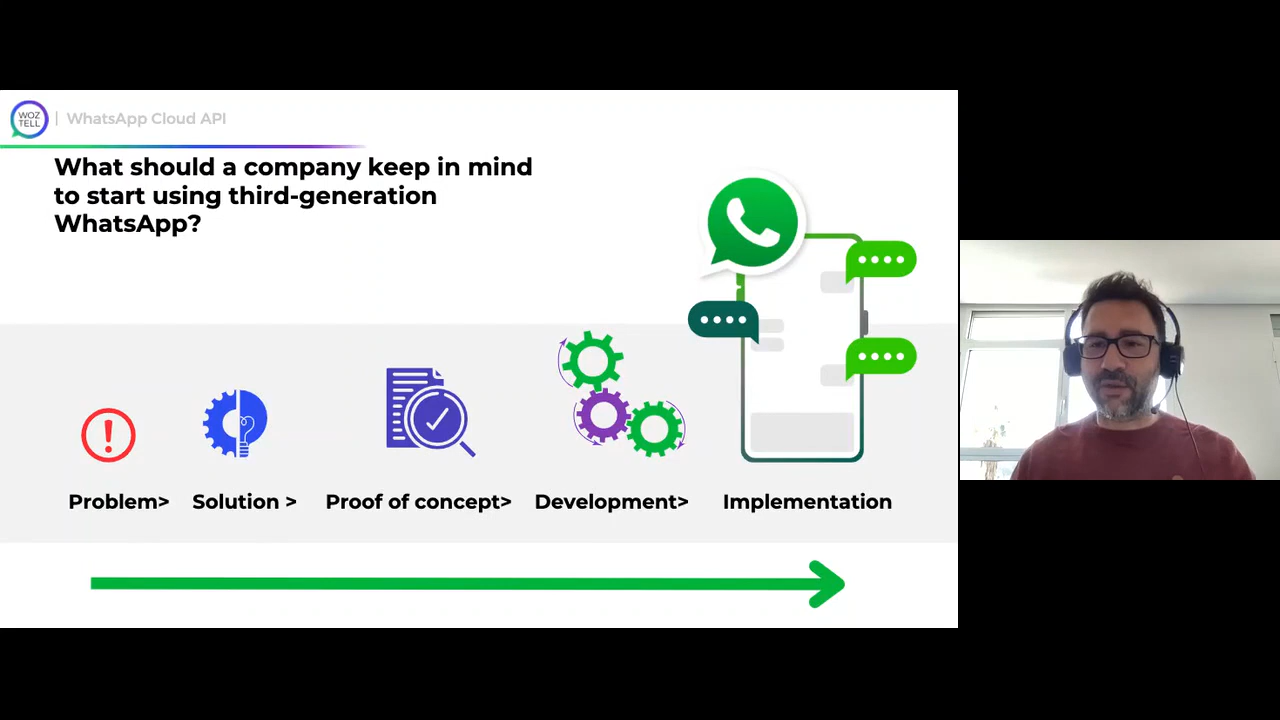 WOZ
TELL
| WhatsApp Cloud API
What should a company keep in mind
to start using third-generation
WhatsApp?
Problem> Solution > Proof of concept> Development> Implementation